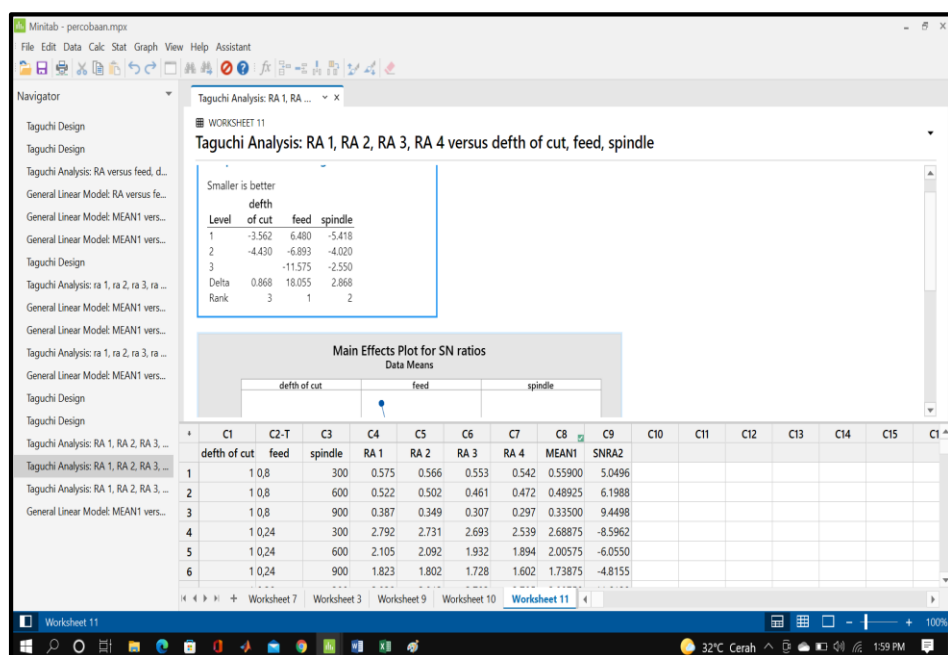 Minitab - percobaan.mpx
File Edit Data Calc Stat Graph View Help Assistant
Navigator
Taguchi Design
Taguchi Design
Taguchi Analysis: RA versus feed, d...
General Linear Model: RA versus fe...
General Linear Model: MEAN1 vers...
General Linear Model: MEAN1 vers...
Taguchi Design
Taguchi Analysis: ra 1, ra 2, ra 3, ra ...
General Linear Model: MEAN1 vers...
General Linear Model: MEAN1 vers...
Taguchi Analysis: ra 1, ra 2, ra 3, ra ...
General Linear Model: MEAN1 vers...
Taguchi Design
Taguchi Design
Taguchi Analysis: RA 1, RA 2, RA 3, ...
Taguchi Analysis: RA 1, RA 2, RA 3, ...
Taguchi Analysis: RA 1, RA 2, RA 3, ...
General Linear Model: MEAN1 vers...
Taguchi Analysis: RA 1, RA ...
WORKSHEET 11
Taguchi Analysis: RA 1, RA 2, RA 3, RA 4 versus defth of cut, feed, spindle
Smaller is better
defth
Level of cut feed spindle
1 -3.562 6.480 -5.418
2 -4.430 -6.893 -4.020
3 -11.575 -2.550
Delta 0.868 18.055 2.868
Rank 3 1 2
Main Effects Plot for SN ratios
Data Means
defth of cut feed spindle
C1 C2-T C3 C4 C5 C6 C7 C8 C9 C10 C11 C12 C13 C14 C15 C1
defth of cut feed spindle RA 1 RA 2 RA 3 RA 4 MEAN1 SNRA2
1 1 0,8 300 0.575 0.566 0.553 0.542 0.55900 5.0496
2 1 0,8 600 0.522 0.502 0.461 0.472 0.48925 6.1988
3 1 0,8 900 0.387 0.349 0.307 0.297 0.33500 9.4498
4 1 0,24 300 2.792 2.731 2.693 2.539 2.68875 -8.5962
5 1 0,24 600 2.105 2.092 1.932 1.894 2.00575 -6.0550
6 1 0,24 900 1.823 1.802 1.728 1.602 1.73875 -4.8155
Worksheet 7 Worksheet 3 Worksheet 9 Worksheet 10 Worksheet 11
Worksheet 11
100%
32°C Cerah 1:59 PM